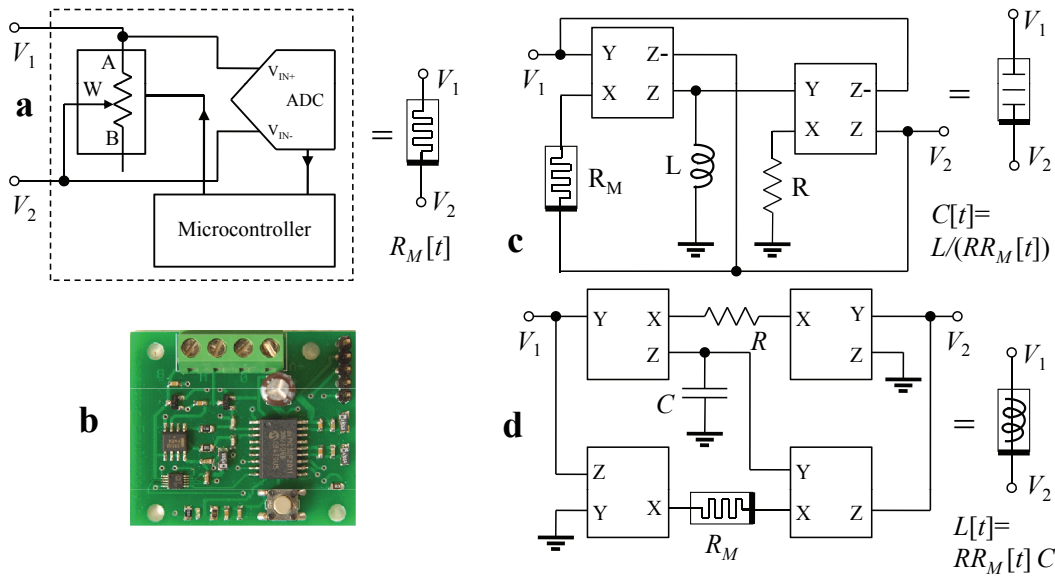 a
V1
V2
A
W
B
VIN+
ADC
VIN-
Microcontroller
=
V1
V2
RM[t]
b
c
V1
Y
Z-
X
Z
RM
L
Y
Z-
X
Z
R
V2
=
V1
V2
C[t]=
L/(RRM[t])
d
V1
Y
X
Z
R
X
Y
Z
V2
C
Z
Y
X
RM
Y
X
Z
=
V1
V2
L[t]=
RRM[t] C